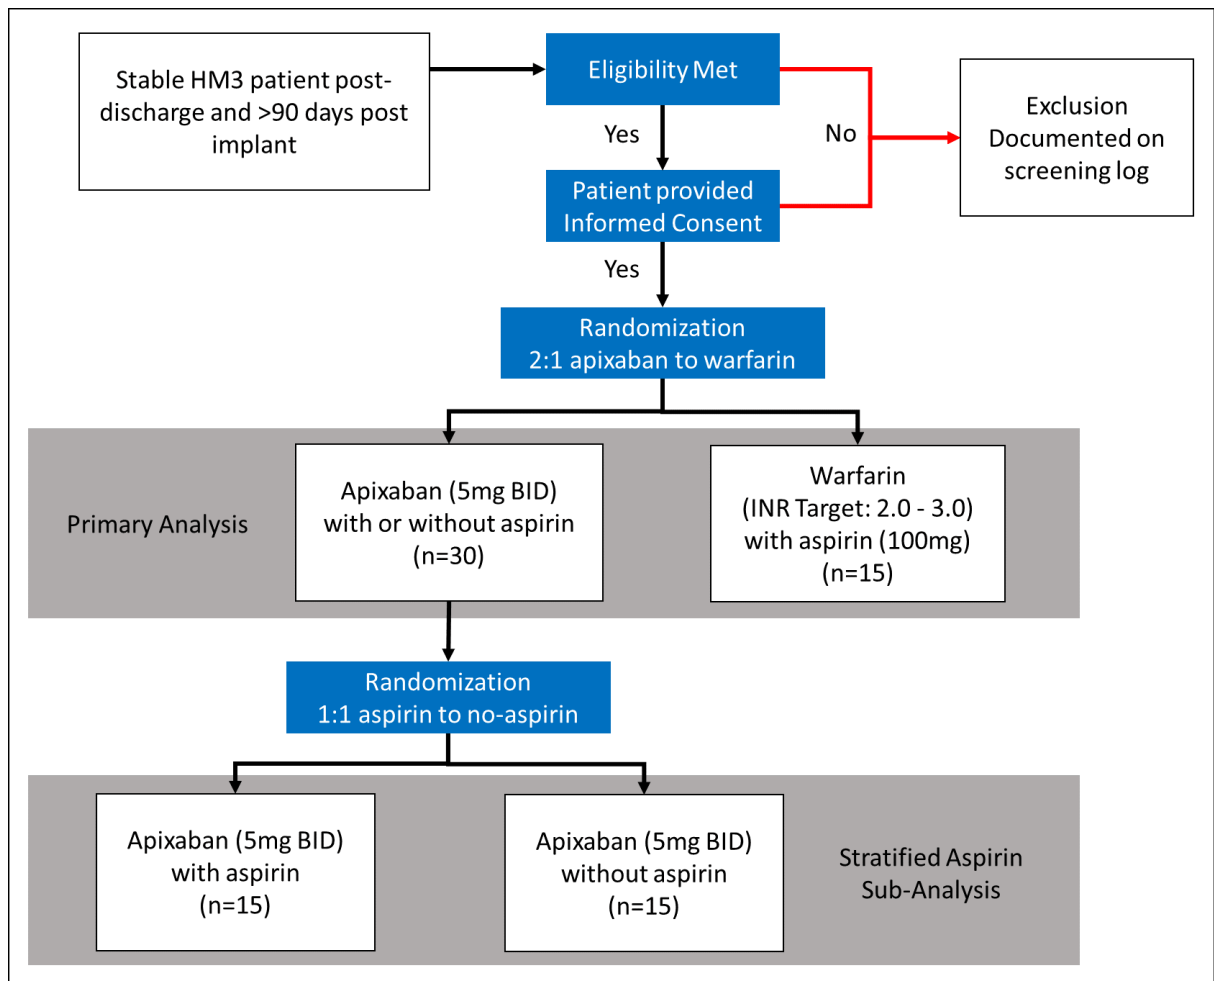 Stable HM3 patient post-
discharge and >90 days post
implant
Eligibility Met
Exclusion
Documented on
screening log
Yes
No
Patient provided
Informed Consent
Yes
Randomization
2:1 apixaban to warfarin
Primary Analysis
Apixaban (5mg BID)
with or without aspirin
(n=30)
Warfarin
(INR Target: 2.0 - 3.0)
with aspirin (100mg)
(n=15)
Randomization
1:1 aspirin to no-aspirin
Apixaban (5mg BID)
with aspirin
(n=15)
Apixaban (5mg BID)
without aspirin
(n=15)
Stratified Aspirin
Sub-Analysis